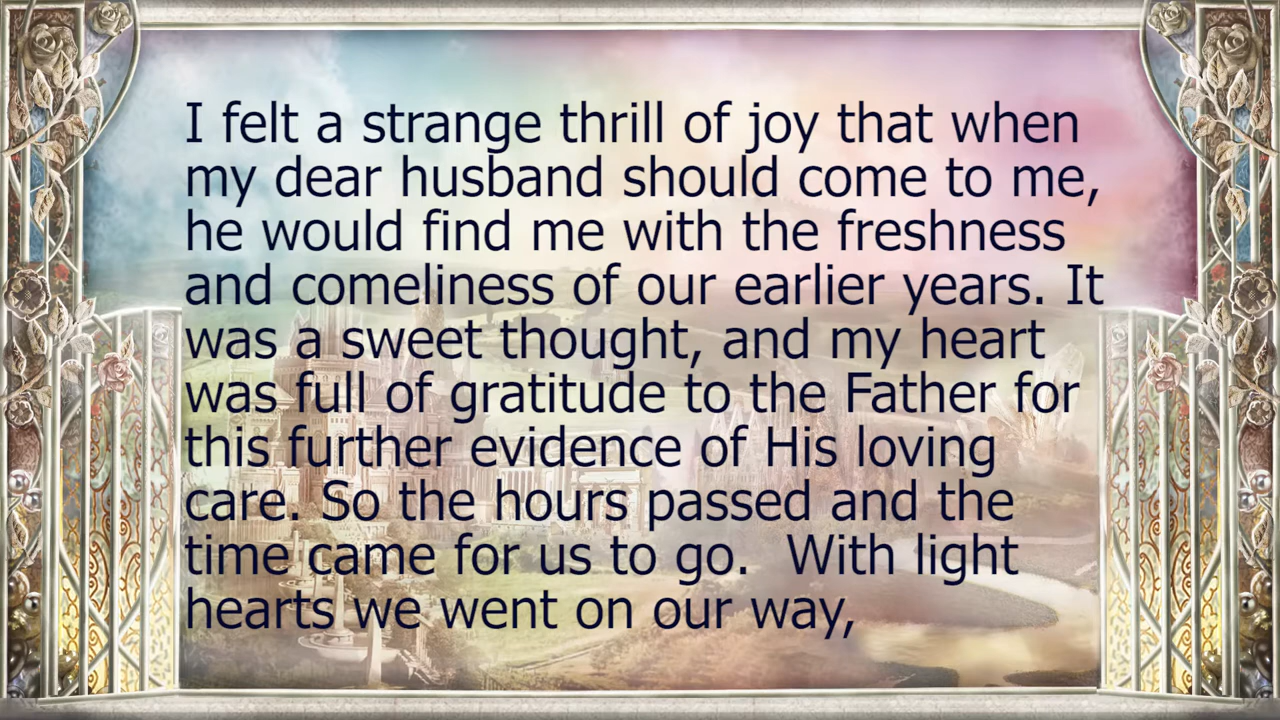 I felt a strange thrill of joy that when
my dear husband should come to me,
he would find me with the freshness
and comeliness of our earlier years. It
was a sweet thought, and my heart
was full of gratitude to the Father for
this further evidence of His loving
care. So the hours passed and the
time came for us to go.  With light
hearts we went on our way,